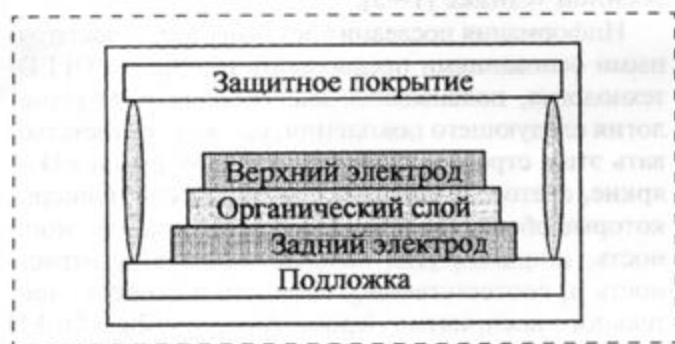 Защитное покрытие
Верхний электрод
Органический слой
Задний электрод
Подложка